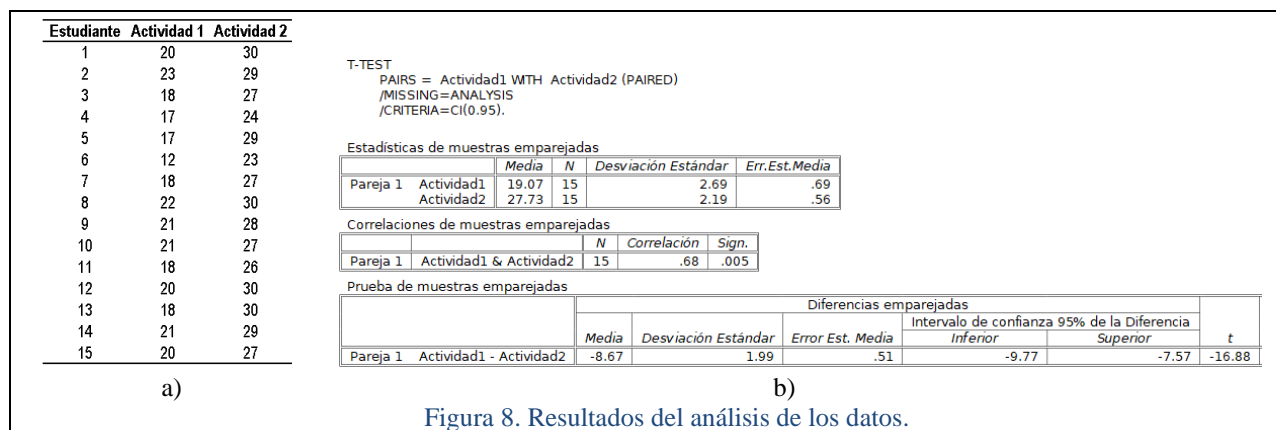 Estudiante Actividad 1 Actividad 2
1 20 30
2 23 29
3 18 27
4 17 24
5 17 29
6 12 23
7 18 27
8 22 30
9 21 28
10 21 27
11 18 26
12 20 30
13 18 30
14 21 29
15 20 27
a)
T-TEST
PAIRS = Actividad1 WITH Actividad2 (PAIRED)
/MISSING=ANALYSIS
/CRITERIA=CI(0.95).
Estadísticas de muestras emparejadas
Media N Desviación Estándar Err.Est.Media
Pareja 1 Actividad1 19.07 15 2.69 .69
Actividad2 27.73 15 2.19 .56
Correlaciones de muestras emparejadas
N Correlación Sign.
Pareja 1 Actividad1 & Actividad2 15 .68 .005
Prueba de muestras emparejadas
Diferencias emparejadas
Intervalo de confianza 95% de la Diferencia
Media Desviación Estándar Error Est. Media Inferior Superior t
Pareja 1 Actividad1 - Actividad2 -8.67 1.99 .51 -9.77 -7.57 -16.88
b)
Figura 8. Resultados del análisis de los datos.